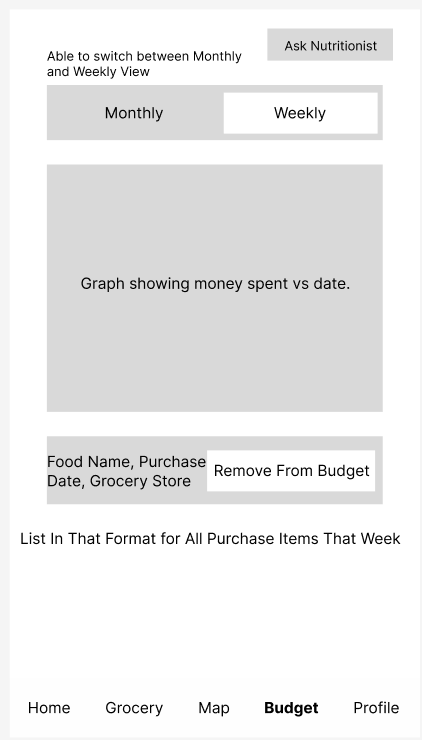 Ask Nutritionist
Able to switch between Monthly
and Weekly View
Monthly
Weekly
Graph showing money spent vs date.
Food Name, Purchase
Date, Grocery Store
Remove From Budget
List In That Format for All Purchase Items That Week
Home
Grocery
Map
Budget
Profile